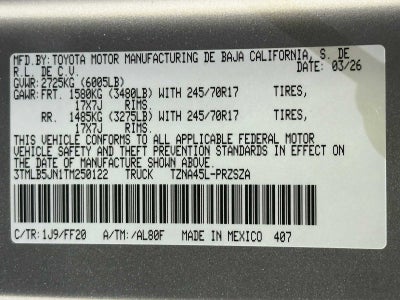 MFD.BY:TOYOTA MOTOR MANUFACTURING DE BAJA CALIFORNIA, S. DE
R.L. DE C.V. DATE: 03/26
GVWR:2725KG (6005LB)
GAWR:FRT. 1580KG (3480LB) WITH 245/70R17 TIRES,
17X7J RIMS.
RR. 1485KG (3275LB) WITH 245/70R17 TIRES,
17X7J RIMS.
THIS VEHICLE CONFORMS TO ALL APPLICABLE FEDERAL MOTOR
VEHICLE SAFETY AND THEFT PREVENTION STANDARDS IN EFFECT ON
THE DATE OF MANUFACTURE SHOWN ABOVE.
3TMLB5JN1TM250122 TRUCK TZNA45L-PRZSZA
C/TR:1J9/FF20 A/TM:/AL80F MADE IN MEXICO 407